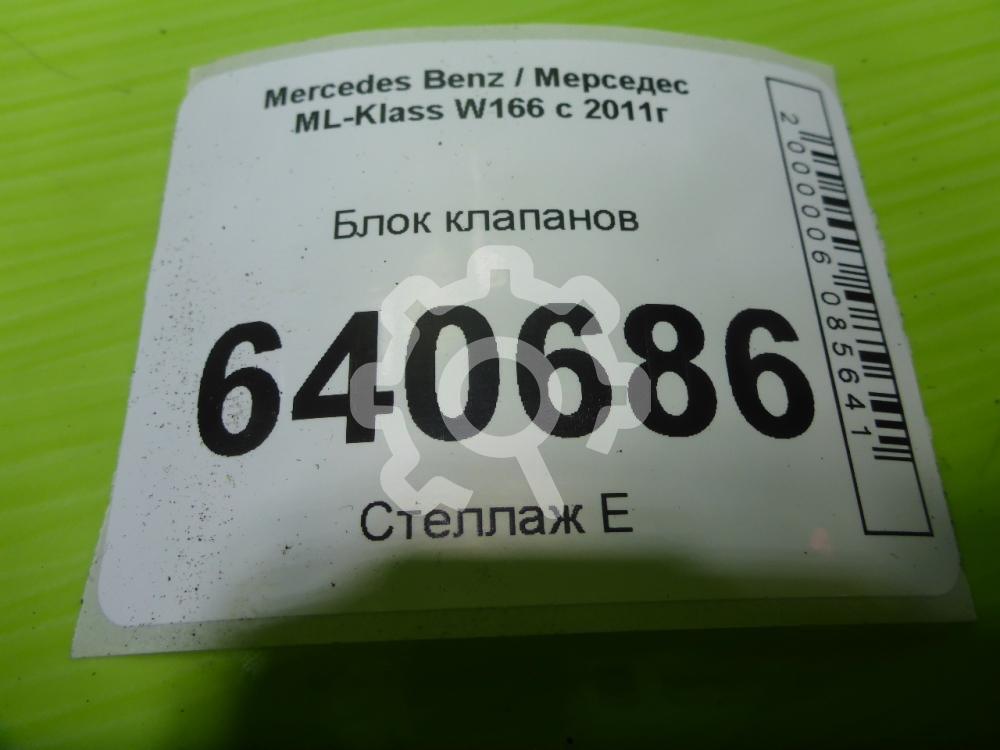 Mercedes Benz / Мерседес
ML-Klass W166 с 2011г
Блок клапанов
640686
Стеллаж Е
2000006085641